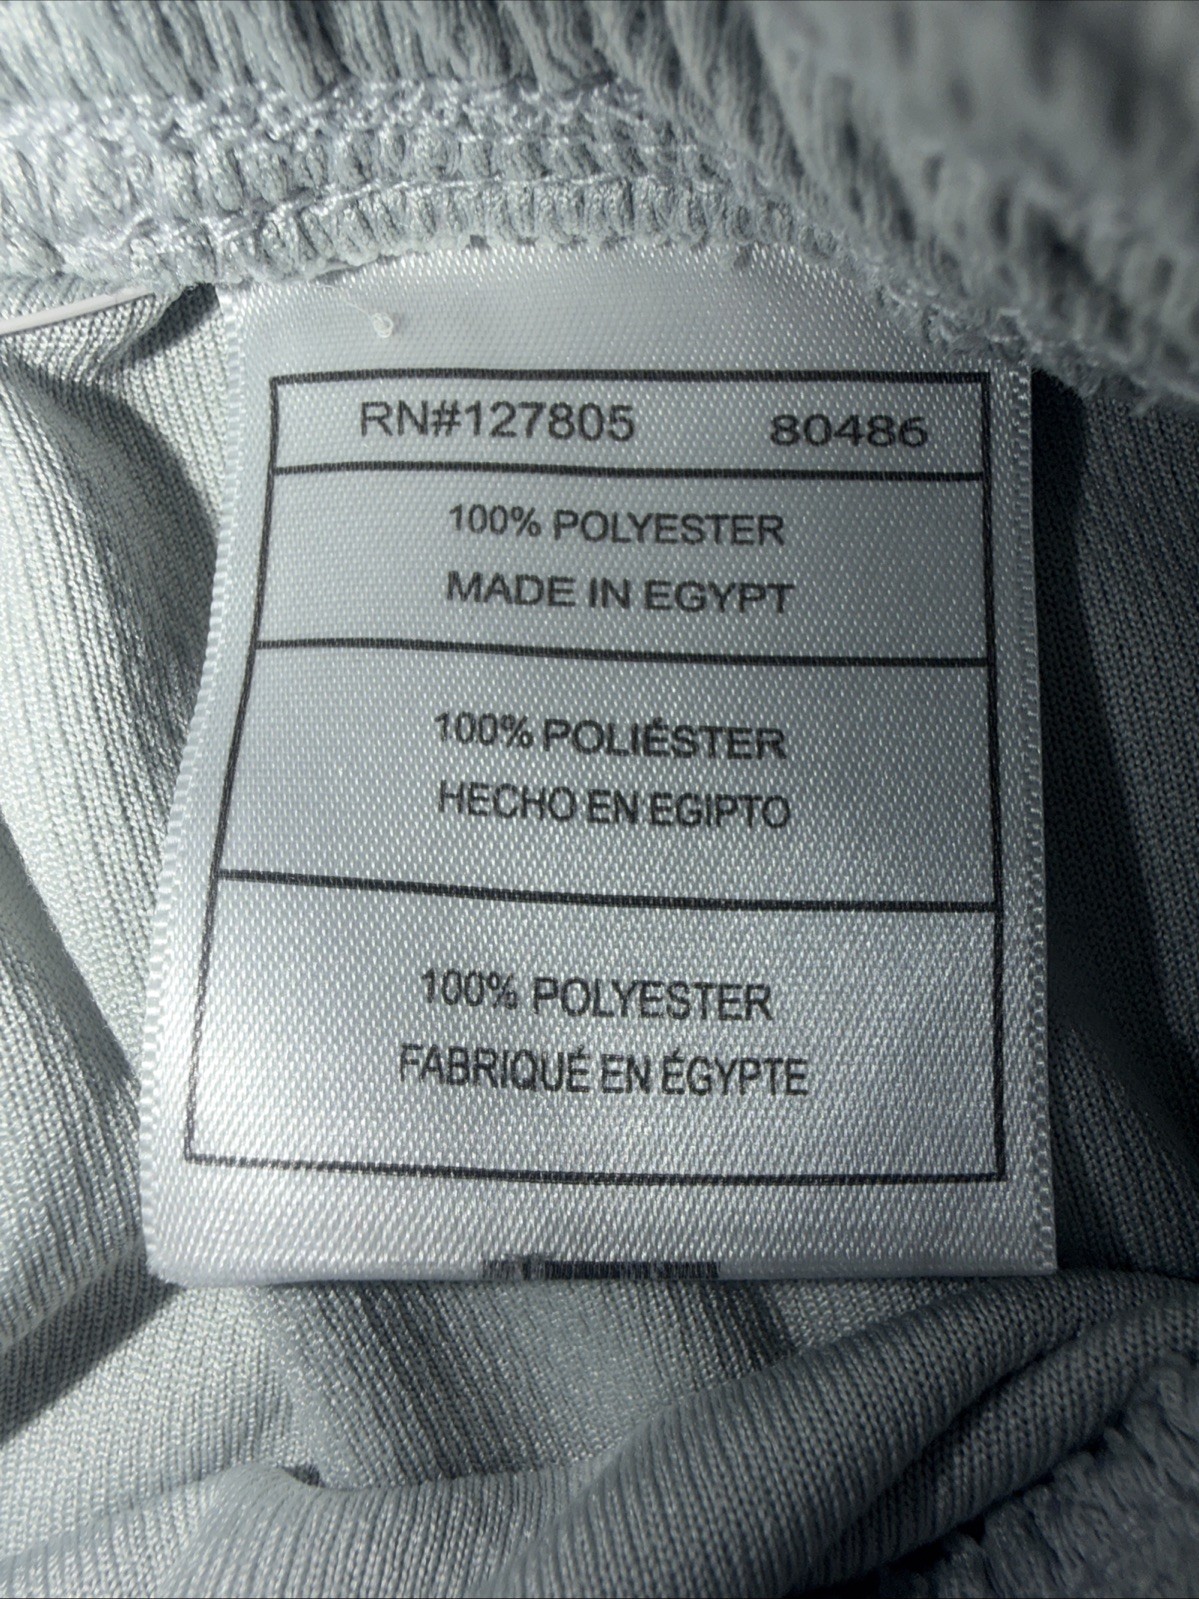 RN#127805 80486
100% POLYESTER
MADE IN EGYPT
100% POLIÉSTER
HECHO EN EGIPTO
100% POLYESTER
FABRIQUÉ EN ÉGYPTE